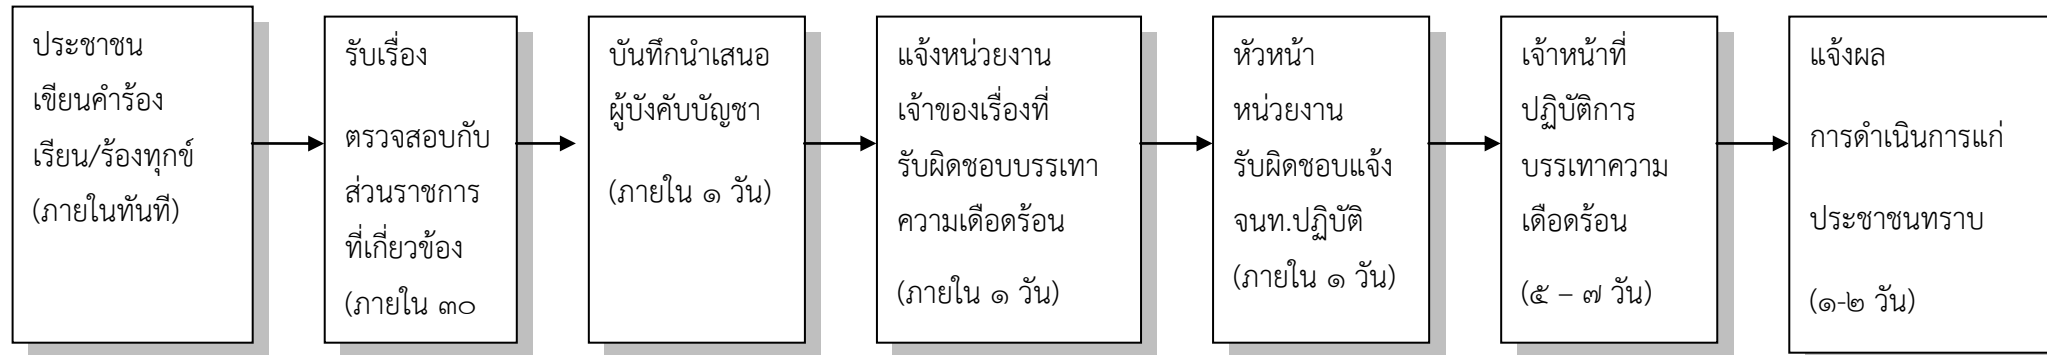 ประชาชน
เขียนคำร้อง
เรียน/ร้องทุกข์
(ภายในทันที)
รับเรื่อง
ตรวจสอบกับ
ส่วนราชการ
ที่เกี่ยวข้อง
(ภายใน ๓๐
บันทึกนำเสนอ
ผู้บังคับบัญชา
(ภายใน ๑ วัน)
แจ้งหน่วยงาน
เจ้าของเรื่องที่
รับผิดชอบบรรเทา
ความเดือดร้อน
(ภายใน ๑ วัน)
หัวหน้า
หน่วยงาน
รับผิดชอบแจ้ง
จนท.ปฏิบัติ
(ภายใน ๑ วัน)
เจ้าหน้าที่
ปฏิบัติการ
บรรเทาความ
เดือดร้อน
(๕ – ๗ วัน)
แจ้งผล
การดำเนินการแก่
ประชาชนทราบ
(๑-๒ วัน)